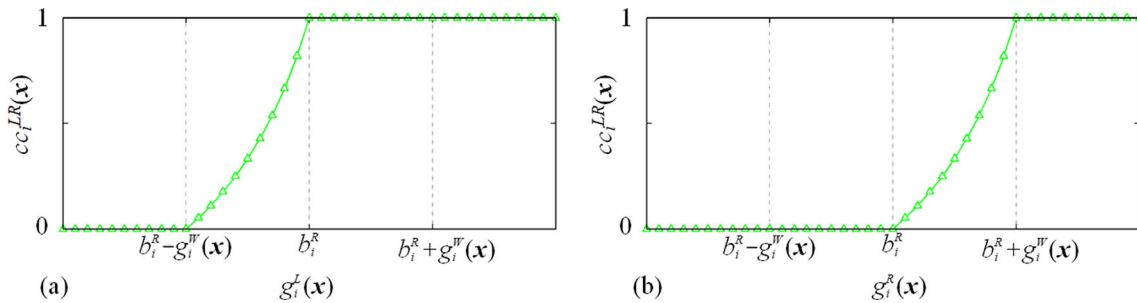 1
cc_i^{LR}(x)
0
b_i^R−g_i^W(x)
b_i^R
b_i^R+g_i^W(x)
(a)
g_i^L(x)
1
cc_i^{LR}(x)
0
b_i^R−g_i^W(x)
b_i^R
b_i^R+g_i^W(x)
(b)
g_i^R(x)